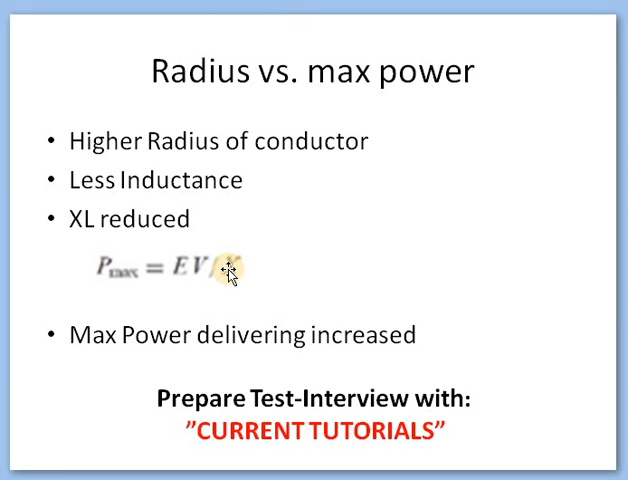 Radius vs. max power
• Higher Radius of conductor
• Less Inductance
• XL reduced
Pmax = EV/
• Max Power delivering increased
Prepare Test-Interview with:
”CURRENT TUTORIALS”